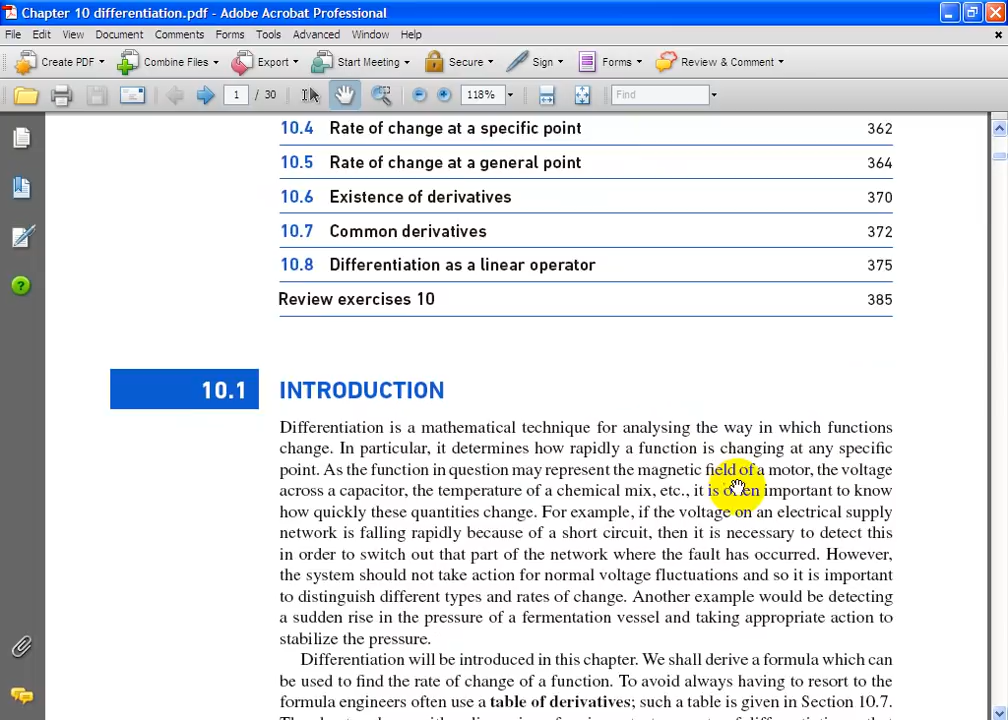 Chapter 10 differentiation.pdf - Adobe Acrobat Professional
File Edit View Document Comments Forms Tools Advanced Window Help
Create PDF Combine Files Export Start Meeting Secure Sign Forms Review & Comment
1 / 30 118% Find
10.4 Rate of change at a specific point 362
10.5 Rate of change at a general point 364
10.6 Existence of derivatives 370
10.7 Common derivatives 372
10.8 Differentiation as a linear operator 375
Review exercises 10 385
10.1 INTRODUCTION
Differentiation is a mathematical technique for analysing the way in which functions
change. In particular, it determines how rapidly a function is changing at any specific
point. As the function in question may represent the magnetic field of a motor, the voltage
across a capacitor, the temperature of a chemical mix, etc., it is often important to know
how quickly these quantities change. For example, if the voltage on an electrical supply
network is falling rapidly because of a short circuit, then it is necessary to detect this
in order to switch out that part of the network where the fault has occurred. However,
the system should not take action for normal voltage fluctuations and so it is important
to distinguish different types and rates of change. Another example would be detecting
a sudden rise in the pressure of a fermentation vessel and taking appropriate action to
stabilize the pressure.
Differentiation will be introduced in this chapter. We shall derive a formula which can
be used to find the rate of change of a function. To avoid always having to resort to the
formula engineers often use a table of derivatives; such a table is given in Section 10.7.